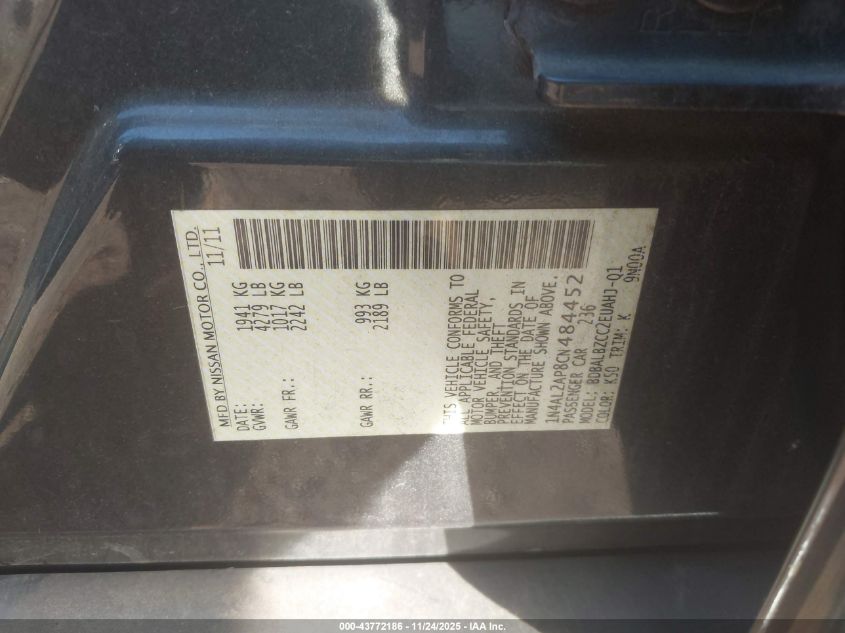 MFD BY NISSAN MOTOR CO., LTD.
DATE: 11/11
GVWR: 1941 KG
4279 LB
GAWR FR.: 1017 KG
2242 LB
GAWR RR.: 993 KG
2189 LB
THIS VEHICLE CONFORMS TO
ALL APPLICABLE FEDERAL
MOTOR VEHICLE SAFETY,
BUMPER, AND THEFT
PREVENTION STANDARDS IN
EFFECT ON THE DATE OF
MANUFACTURE SHOWN ABOVE.
1N4AL2AP8CN484452
PASSENGER CAR 236
MODEL: BDBALBZCC2EUAHJ-01
COLOR: K50 TRIM: K 9N00A
000-43772186 - 11/24/2025 - IAA Inc.